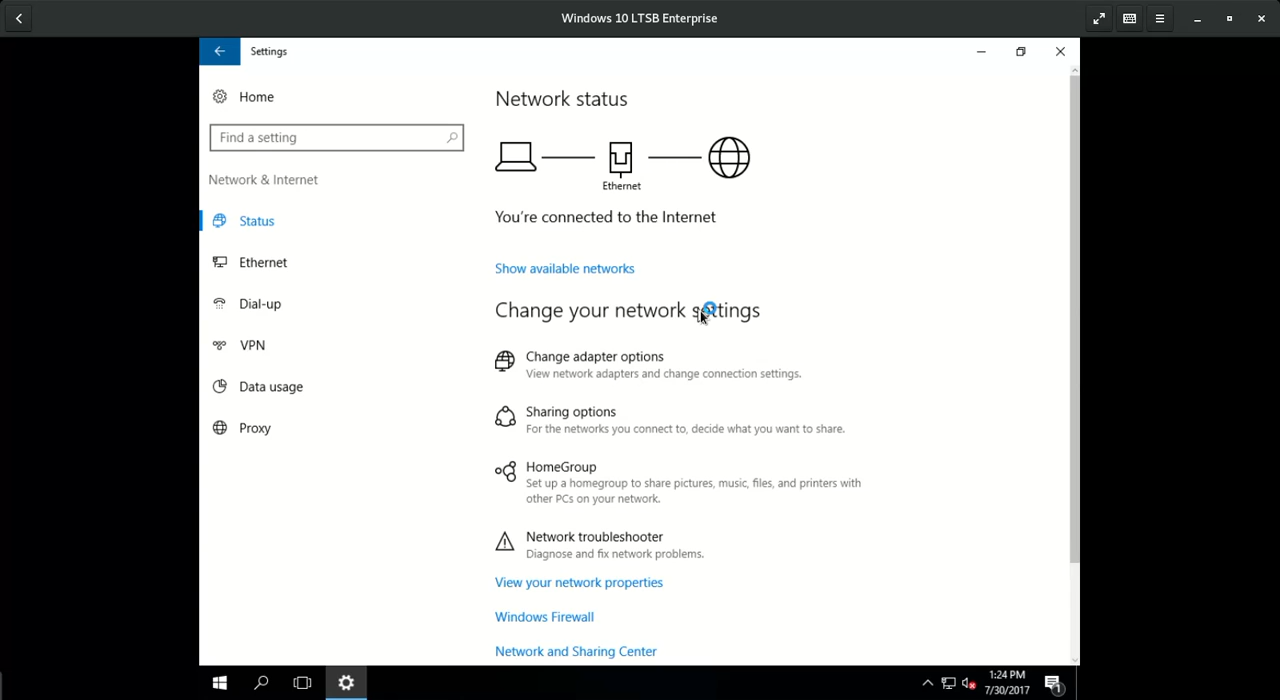 Windows 10 LTSB Enterprise
Settings
Home
Find a setting
Network & Internet
Status
Ethernet
Dial-up
VPN
Data usage
Proxy
Network status
Ethernet
You're connected to the Internet
Show available networks
Change your network settings
Change adapter options
View network adapters and change connection settings.
Sharing options
For the networks you connect to, decide what you want to share.
HomeGroup
Set up a homegroup to share pictures, music, files, and printers with
other PCs on your network.
Network troubleshooter
Diagnose and fix network problems.
View your network properties
Windows Firewall
Network and Sharing Center
1:24 PM
7/30/2017
1